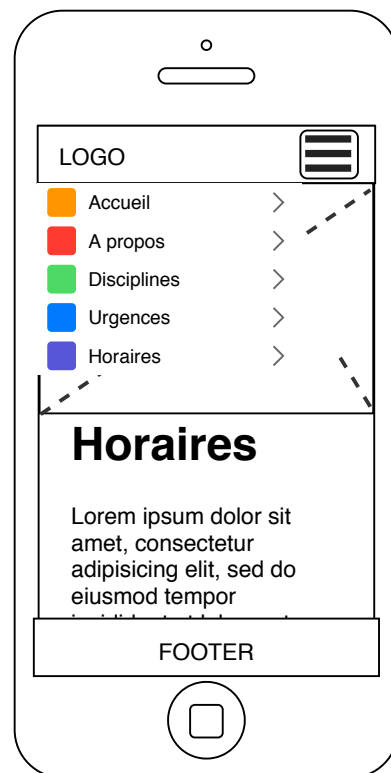 LOGO
Accueil
A propos
Disciplines
Urgences
Horaires
Horaires
Lorem ipsum dolor sit
amet, consectetur
adipisicing elit, sed do
eiusmod tempor
FOOTER